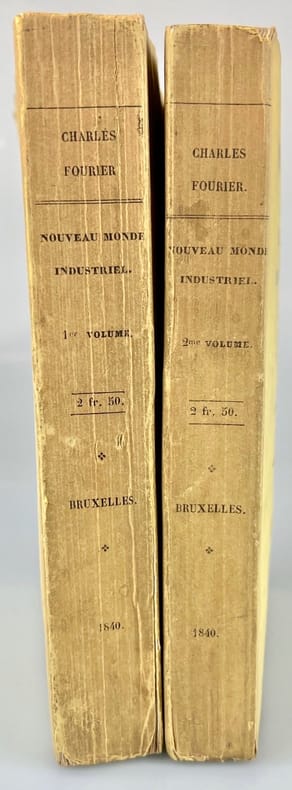 CHARLES
FOURIER
NOUVEAU MONDE
INDUSTRIEL.
1er VOLUME.
2 fr. 50.
BRUXELLES.
1840.
CHARLES
FOURIER.
NOUVEAU MONDE
INDUSTRIEL.
2me VOLUME.
2 fr. 50.
BRUXELLES.
1840.